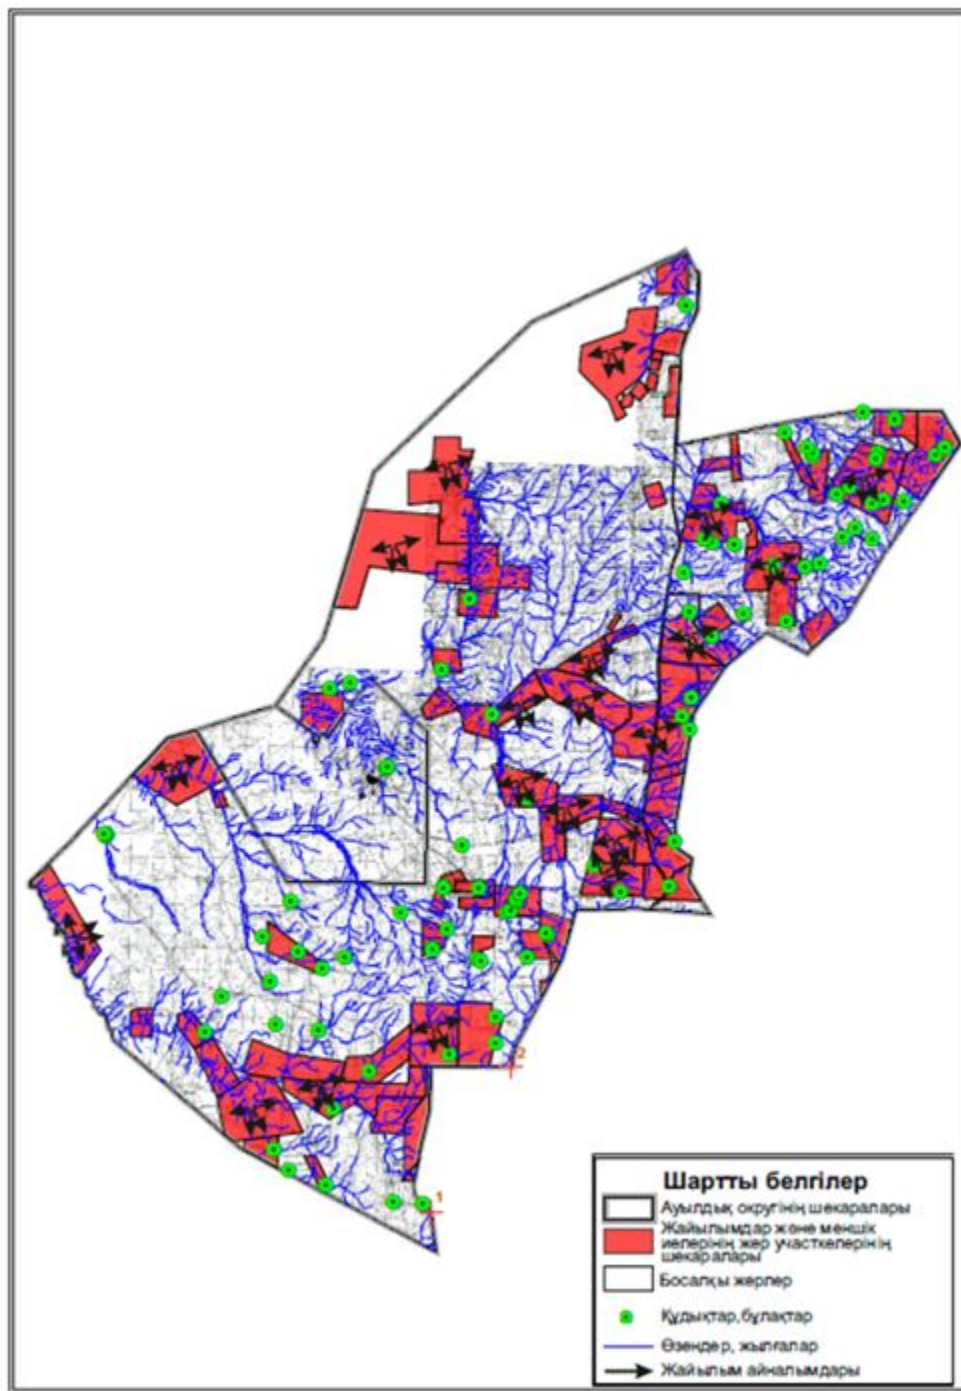 2
1
Шартты белгілер
Ауылдық округінің шекаралары
Жайылымдар және меншік
иелерінің жер участкелерінің
шекаралары
Босалқы жерлер
Құдықтар,бұлақтар
Өзендер, жылғалар
Жайылым айналымдары